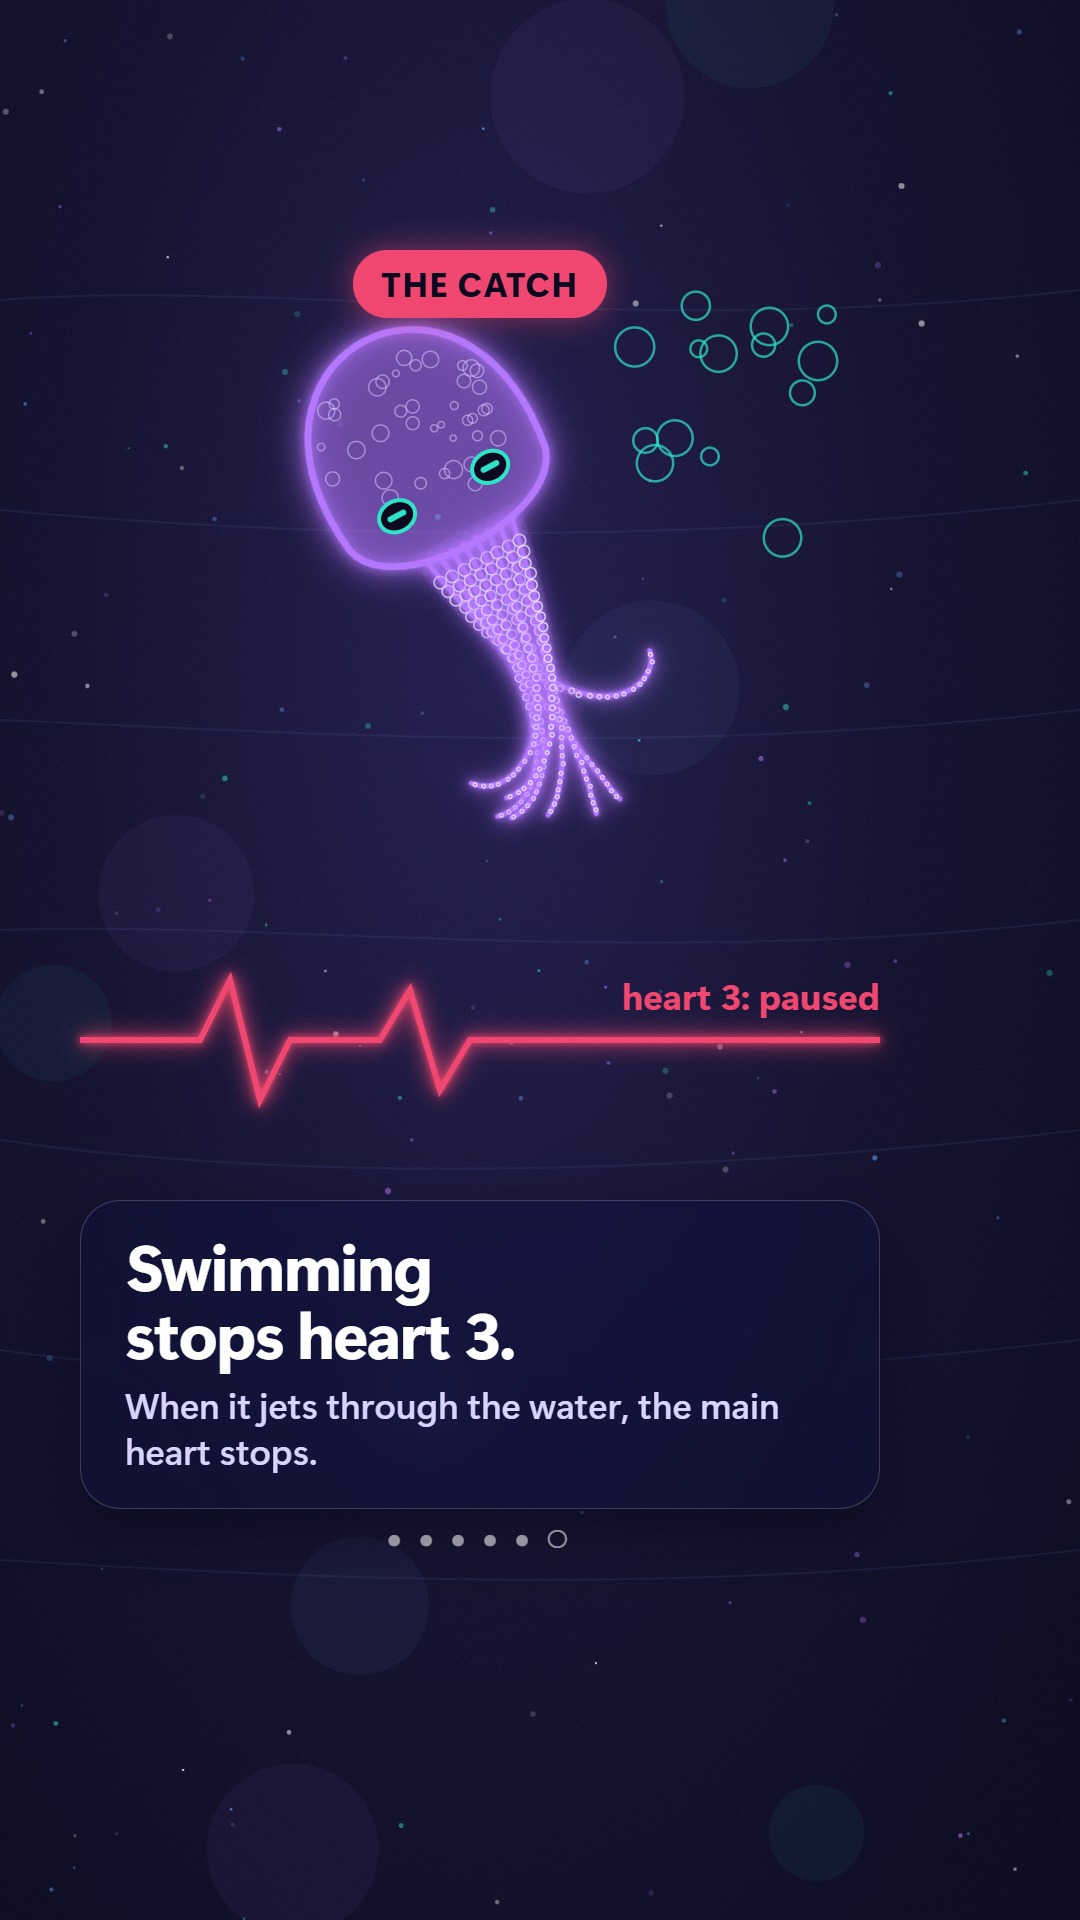 THE CATCH
heart 3: paused
Swimming
stops heart 3.
When it jets through the water, the main
heart stops.